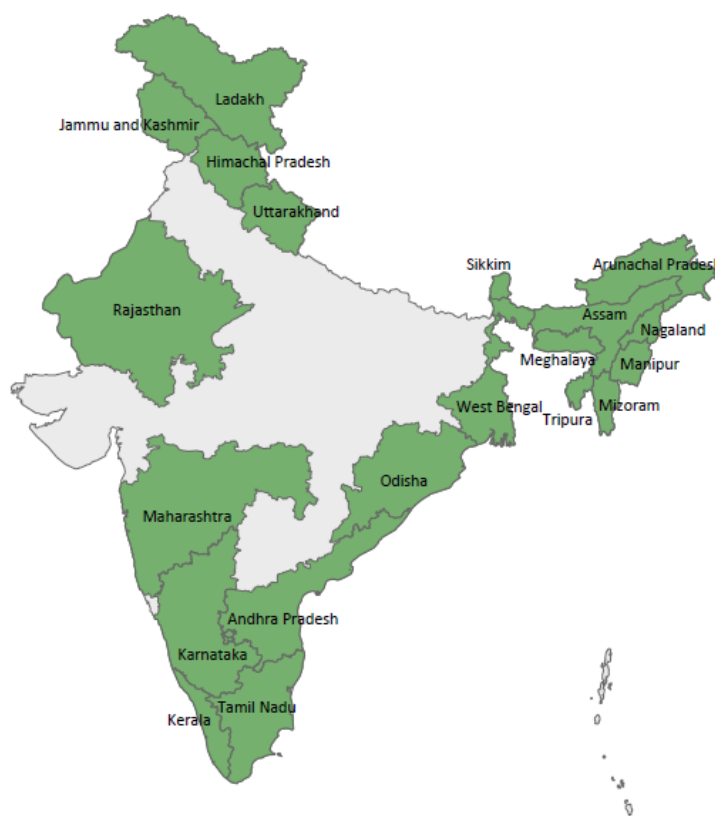 Ladakh
Jammu and Kashmir
Himachal Pradesh
Uttarakhand
Sikkim
Arunachal Pradesh
Rajasthan
Assam
Nagaland
Meghalaya
Manipur
West Bengal
Mizoram
Tripura
Odisha
Maharashtra
Andhra Pradesh
Karnataka
Tamil Nadu
Kerala